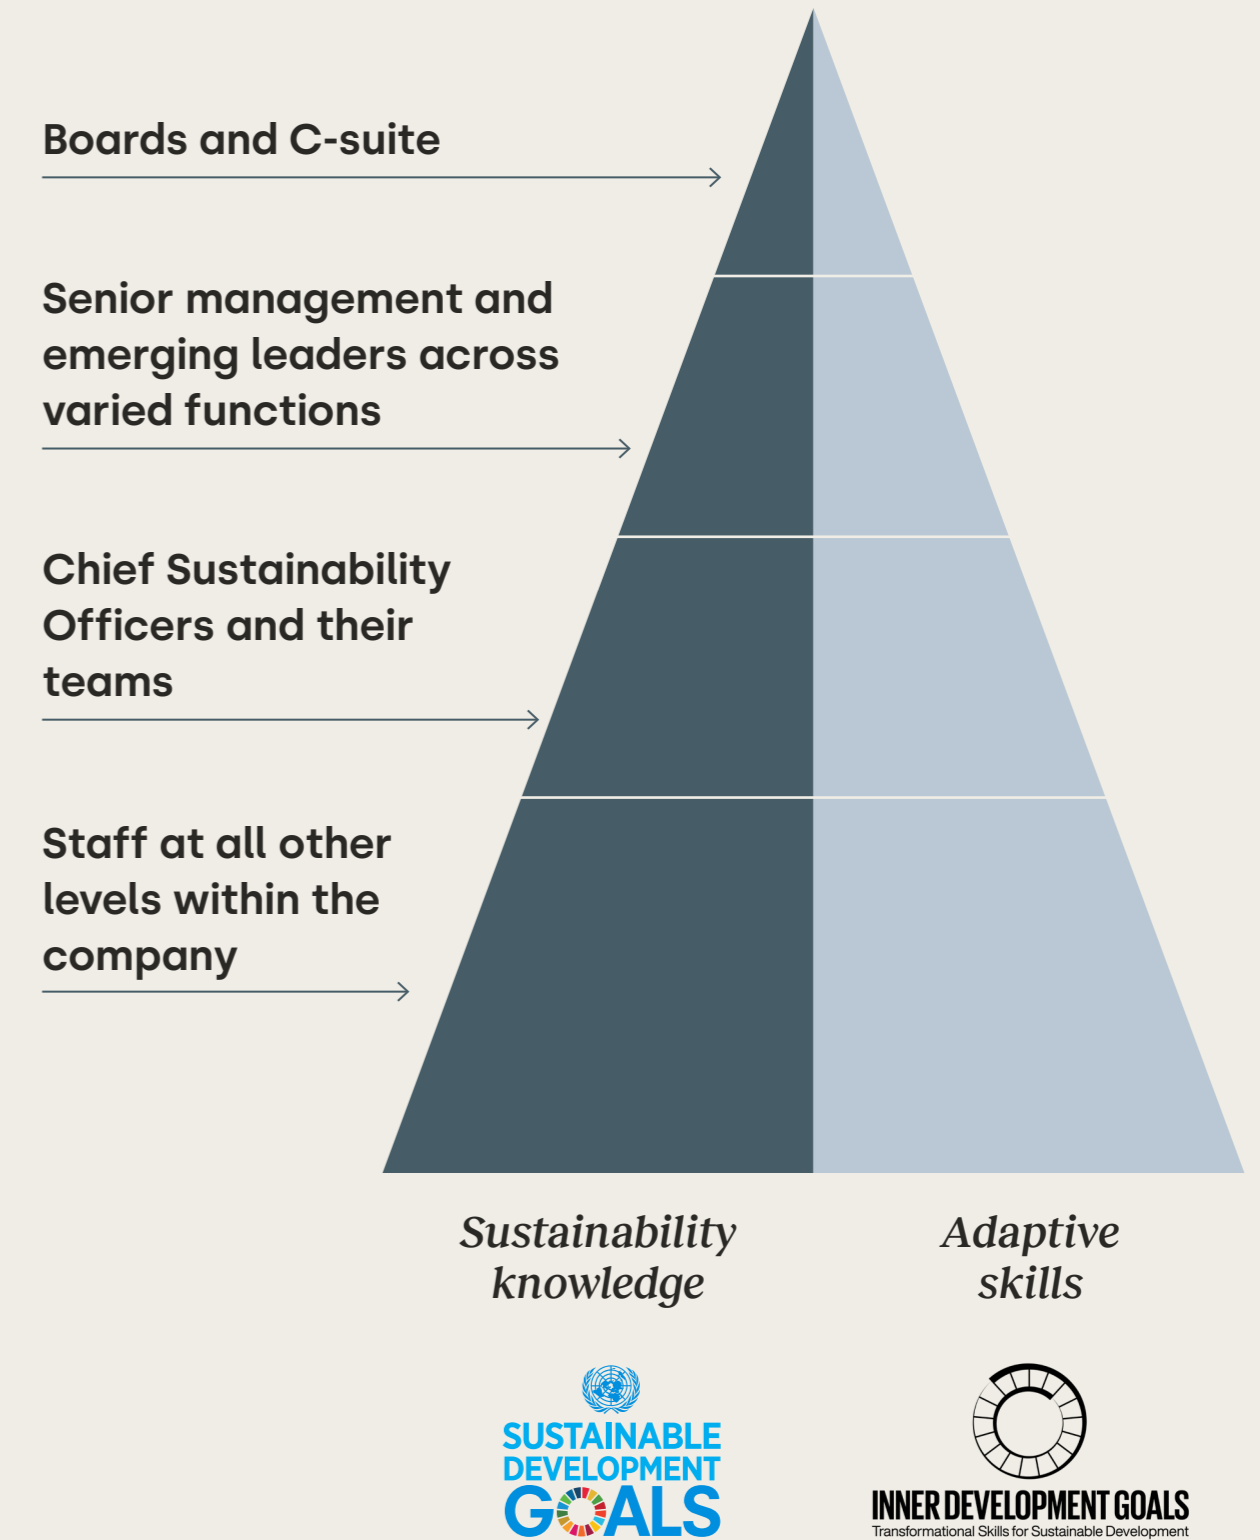 Boards and C-suite
Senior management and
emerging leaders across
varied functions
Chief Sustainability
Officers and their
teams
Staff at all other
levels within the
company
Sustainability
knowledge
Adaptive
skills
SUSTAINABLE
DEVELOPMENT
GOALS
INNER DEVELOPMENT GOALS
Transformational Skills for Sustainable Development